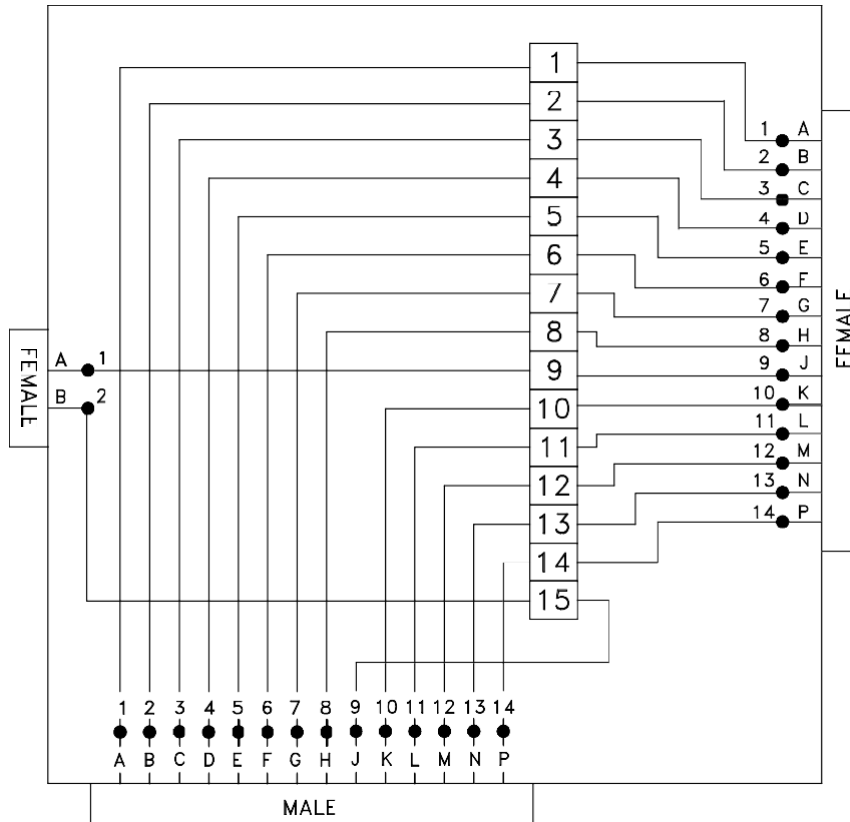 1
2
3
4
5
6
7
8
9
10
11
12
13
14
15
1 A
2 B
3 C
4 D
5 E
6 F
7 G
8 H
9 J
10 K
11 L
12 M
13 N
14 P
FEMALE
FEMALE
A 1
B 2
1 2 3 4 5 6 7 8 9 10 11 12 13 14
A B C D E F G H J K L M N P
MALE